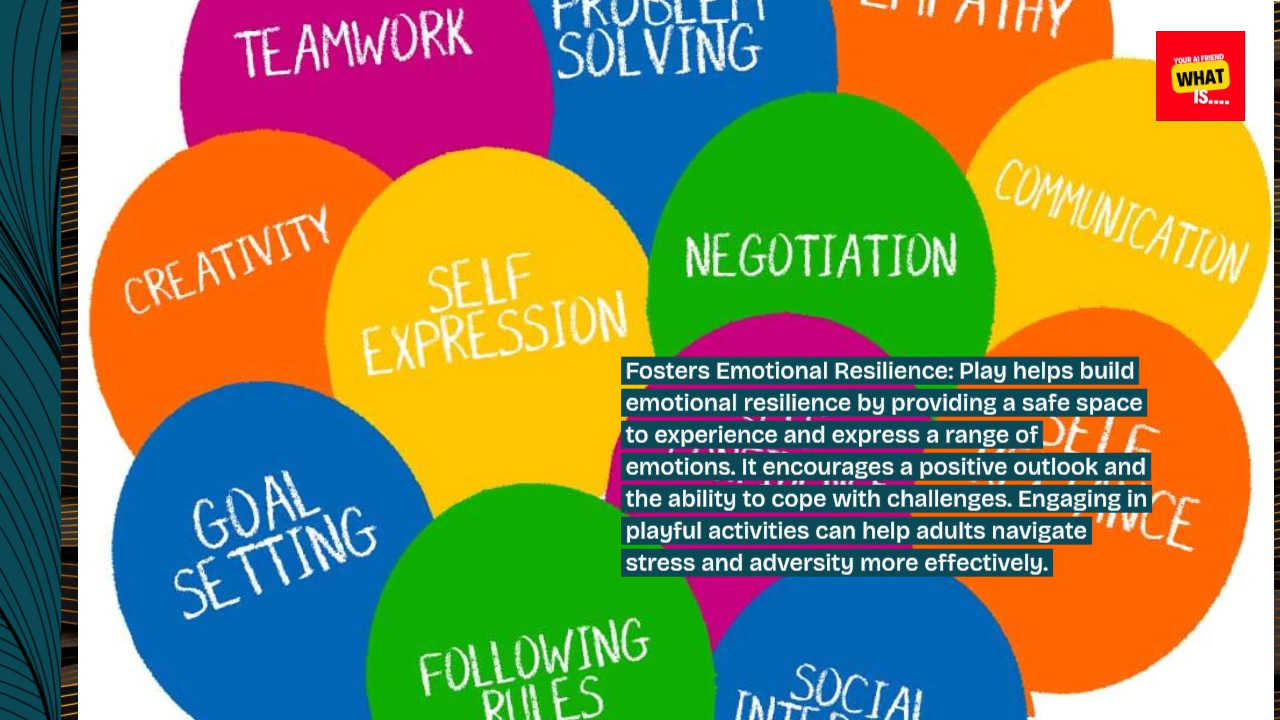 TEAMWORK
PROBLEM
SOLVING
EMPATHY
YOUR AI FRIEND
WHAT
IS....
COMMUNICATION
CREATIVITY
SELF
EXPRESSION
NEGOTIATION
Fosters Emotional Resilience: Play helps build
emotional resilience by providing a safe space
to experience and express a range of
emotions. It encourages a positive outlook and
the ability to cope with challenges. Engaging in
playful activities can help adults navigate
stress and adversity more effectively.
SELF
GOAL
SETTING
FOLLOWING
RULES
SOCIAL